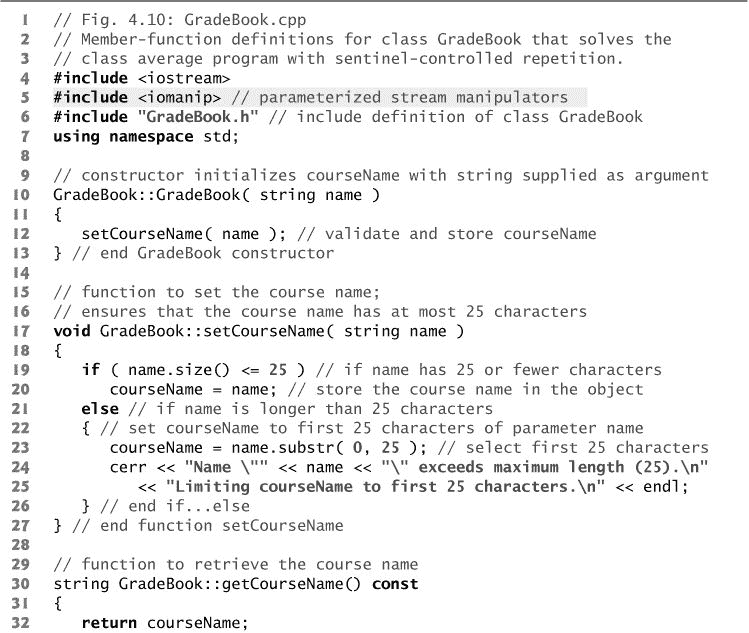 1 // Fig. 4.10: GradeBook.cpp
2 // Member-function definitions for class GradeBook that solves the
3 // class average program with sentinel-controlled repetition.
4 #include <iostream>
5 #include <iomanip> // parameterized stream manipulators
6 #include "GradeBook.h" // include definition of class GradeBook
7 using namespace std;
8
9 // constructor initializes courseName with string supplied as argument
10 GradeBook::GradeBook( string name )
11 {
12    setCourseName( name ); // validate and store courseName
13 } // end GradeBook constructor
14
15 // function to set the course name;
16 // ensures that the course name has at most 25 characters
17 void GradeBook::setCourseName( string name )
18 {
19    if ( name.size() <= 25 ) // if name has 25 or fewer characters
20       courseName = name; // store the course name in the object
21    else // if name is longer than 25 characters
22    { // set courseName to first 25 characters of parameter name
23       courseName = name.substr( 0, 25 ); // select first 25 characters
24       cerr << "Name \"" << name << "\" exceeds maximum length (25).\n"
25          << "Limiting courseName to first 25 characters.\n" << endl;
26    } // end if...else
27 } // end function setCourseName
28
29 // function to retrieve the course name
30 string GradeBook::getCourseName() const
31 {
32    return courseName;